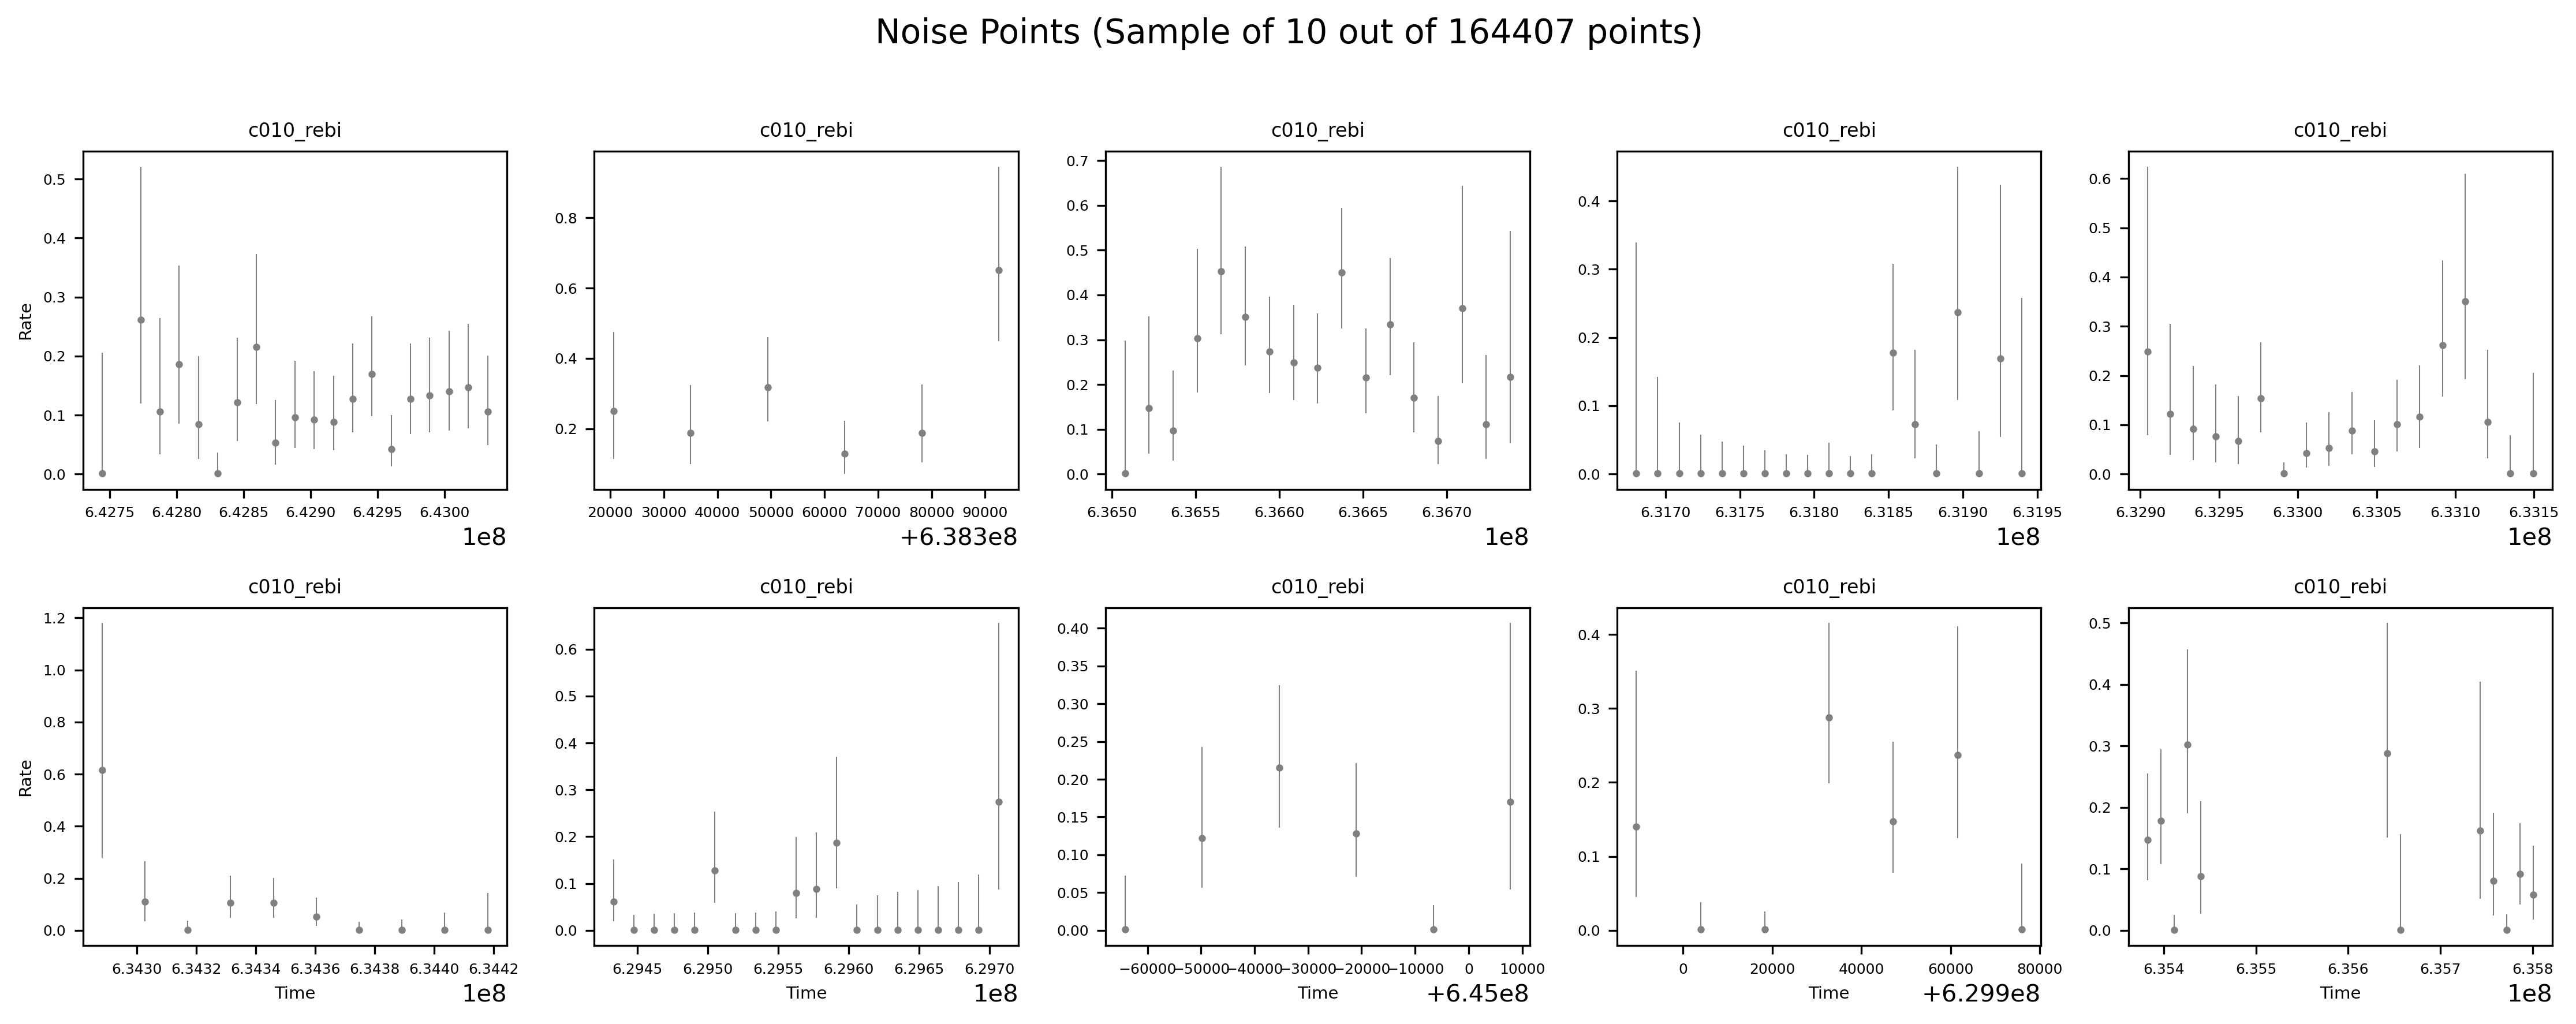 Noise Points (Sample of 10 out of 164407 points)
c010_rebi c010_rebi c010_rebi c010_rebi c010_rebi
Rate
0.5 0.4 0.3 0.2 0.1 0.0
6.4275 6.4280 6.4285 6.4290 6.4295 6.4300
1e8
0.8 0.6 0.4 0.2
20000 30000 40000 50000 60000 70000 80000 90000
+6.383e8
0.7 0.6 0.5 0.4 0.3 0.2 0.1 0.0
6.3650 6.3655 6.3660 6.3665 6.3670
1e8
0.4 0.3 0.2 0.1 0.0
6.3170 6.3175 6.3180 6.3185 6.3190 6.3195
1e8
0.6 0.5 0.4 0.3 0.2 0.1 0.0
6.3290 6.3295 6.3300 6.3305 6.3310 6.3315
1e8
c010_rebi c010_rebi c010_rebi c010_rebi c010_rebi
Rate
1.2 1.0 0.8 0.6 0.4 0.2 0.0
6.3430 6.3432 6.3434 6.3436 6.3438 6.3440 6.3442
Time 1e8
0.6 0.5 0.4 0.3 0.2 0.1 0.0
6.2945 6.2950 6.2955 6.2960 6.2965 6.2970
Time 1e8
0.40 0.35 0.30 0.25 0.20 0.15 0.10 0.05 0.00
−60000 −50000 −40000 −30000 −20000 −10000 0 10000
Time +6.45e8
0.4 0.3 0.2 0.1 0.0
0 20000 40000 60000 80000
Time +6.299e8
0.5 0.4 0.3 0.2 0.1 0.0
6.354 6.355 6.356 6.357 6.358
Time 1e8